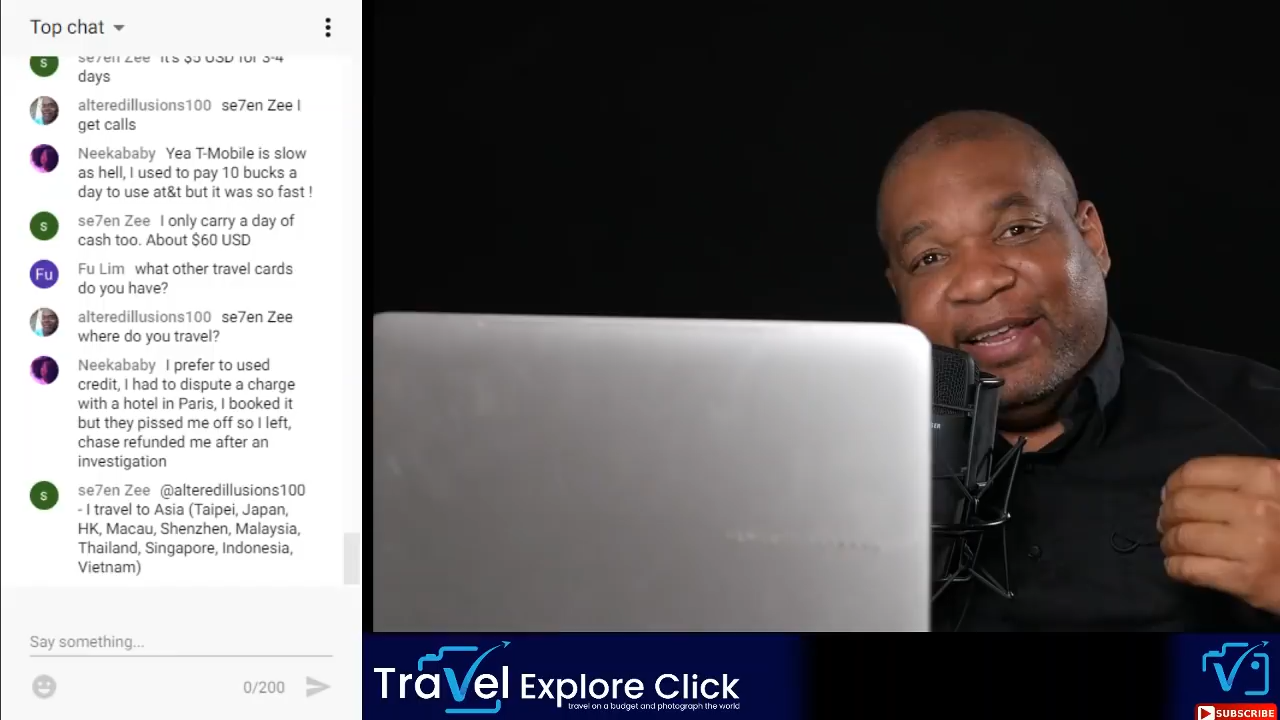 Top chat
s
se7en Zee It's $5 USD for 3-4
days
alteredillusions100 se7en Zee I
get calls
Neekababy Yea T-Mobile is slow
as hell, I used to pay 10 bucks a
day to use at&t but it was so fast !
s
se7en Zee I only carry a day of
cash too. About $60 USD
Fu
Fu Lim what other travel cards
do you have?
alteredillusions100 se7en Zee
where do you travel?
Neekababy I prefer to used
credit, I had to dispute a charge
with a hotel in Paris, I booked it
but they pissed me off so I left,
chase refunded me after an
investigation
s
se7en Zee @alteredillusions100
- I travel to Asia (Taipei, Japan,
HK, Macau, Shenzhen, Malaysia,
Thailand, Singapore, Indonesia,
Vietnam)
Say something...
0/200
Travel Explore Click
travel on a budget and photograph the world
SUBSCRIBE